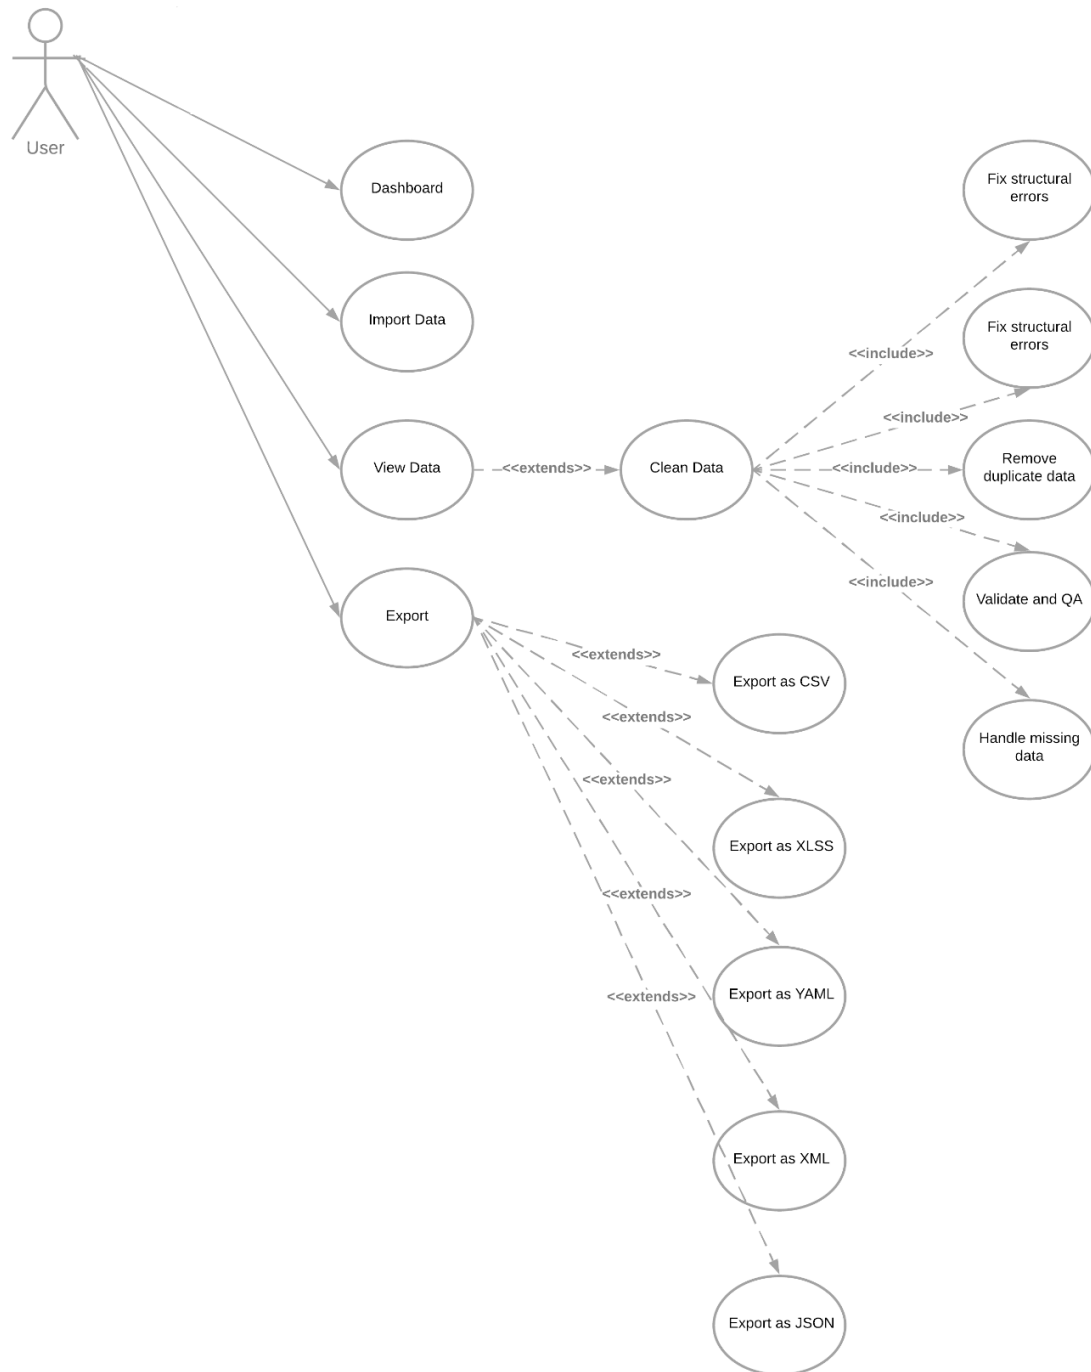 User
Dashboard
Fix structural
errors
Import Data
Fix structural
errors
<<include>>
<<include>>
View Data
<<extends>>
Clean Data
<<include>>
Remove
duplicate data
<<include>>
<<include>>
Validate and QA
Export
<<extends>>
Export as CSV
<<extends>>
Handle missing
data
<<extends>>
Export as XLSS
<<extends>>
Export as YAML
<<extends>>
Export as XML
Export as JSON